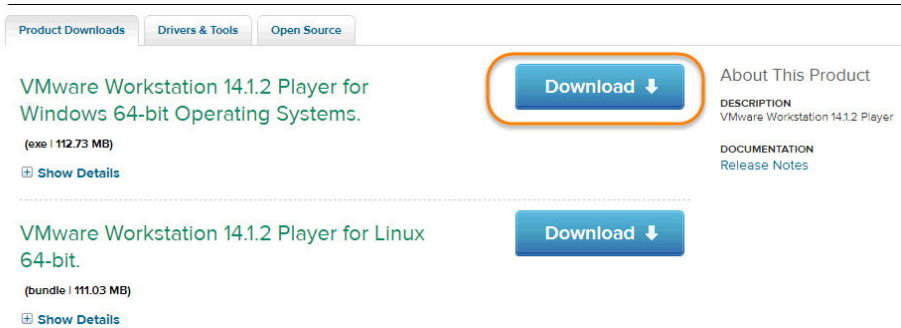 Product Downloads
Drivers & Tools
Open Source
VMware Workstation 14.1.2 Player for
Windows 64-bit Operating Systems.
(exe | 112.73 MB)
Show Details
Download
About This Product
DESCRIPTION
VMware Workstation 14.1.2 Player
DOCUMENTATION
Release Notes
VMware Workstation 14.1.2 Player for Linux
64-bit.
(bundle | 111.03 MB)
Show Details
Download